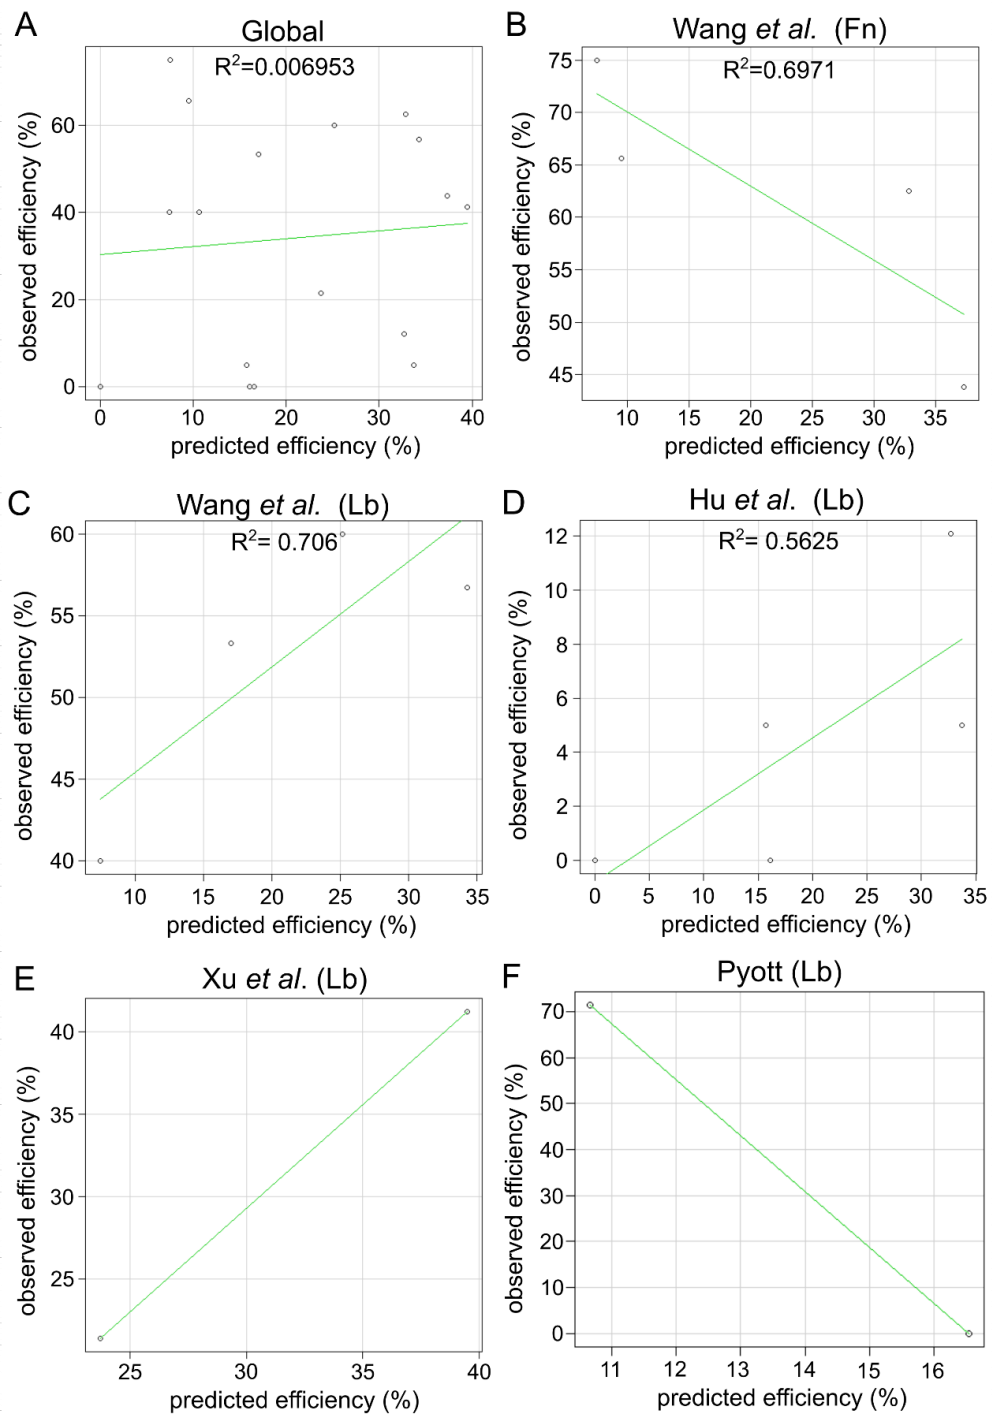 A
Global
R²=0.006953
60
40
20
0
observed efficiency (%)
0 10 20 30 40
predicted efficiency (%)
B
Wang et al. (Fn)
R²=0.6971
75
70
65
60
55
50
45
observed efficiency (%)
10 15 20 25 30 35
predicted efficiency (%)
C
Wang et al. (Lb)
R²= 0.706
60
55
50
45
40
observed efficiency (%)
10 15 20 25 30 35
predicted efficiency (%)
D
Hu et al. (Lb)
R²= 0.5625
12
10
8
6
4
2
0
observed efficiency (%)
0 5 10 15 20 25 30 35
predicted efficiency (%)
E
Xu et al. (Lb)
40
35
30
25
observed efficiency (%)
25 30 35 40
predicted efficiency (%)
F
Pyott (Lb)
70
60
50
40
30
20
10
0
observed efficiency (%)
11 12 13 14 15 16
predicted efficiency (%)